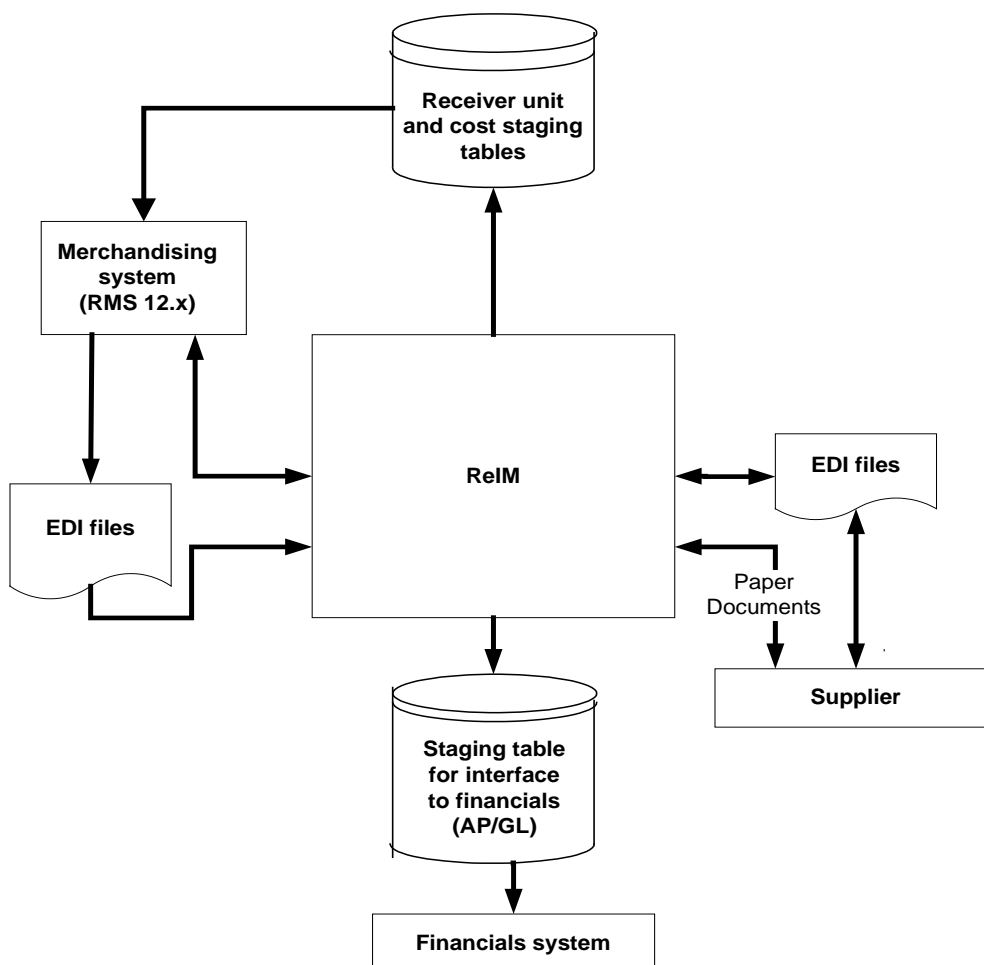 Receiver unit
and cost staging
tables
Merchandising
system
(RMS 12.x)
ReIM
EDI files
EDI files
Paper
Documents
Supplier
Staging table
for interface
to financials
(AP/GL)
Financials system